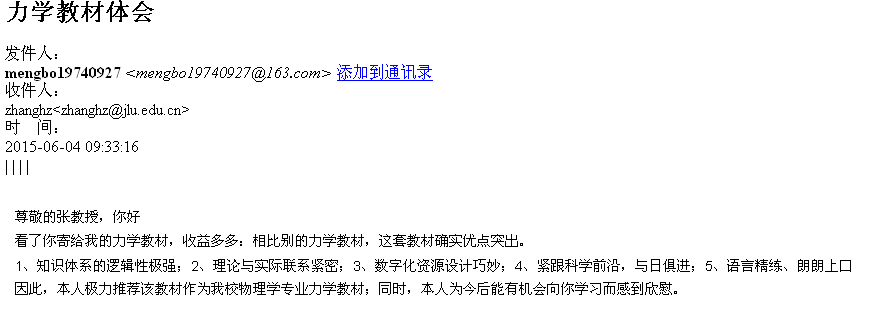 力学教材体会
发件人：
mengbo19740927 <mengbo19740927@163.com> 添加到通讯录
收件人：
zhanghz<zhanghz@jlu.edu.cn>
时　间：
2015-06-04 09:33:16
||||
尊敬的张教授，你好
看了你寄给我的力学教材，收益多多：相比别的力学教材，这套教材确实优点突出。
1、知识体系的逻辑性极强；2、理论与实际联系紧密；3、数字化资源设计巧妙；4、紧跟科学前沿，与日俱进；5、语言精练、朗朗上口
因此，本人极力推荐该教材作为我校物理学专业力学教材；同时，本人为今后能有机会向你学习而感到欣慰。